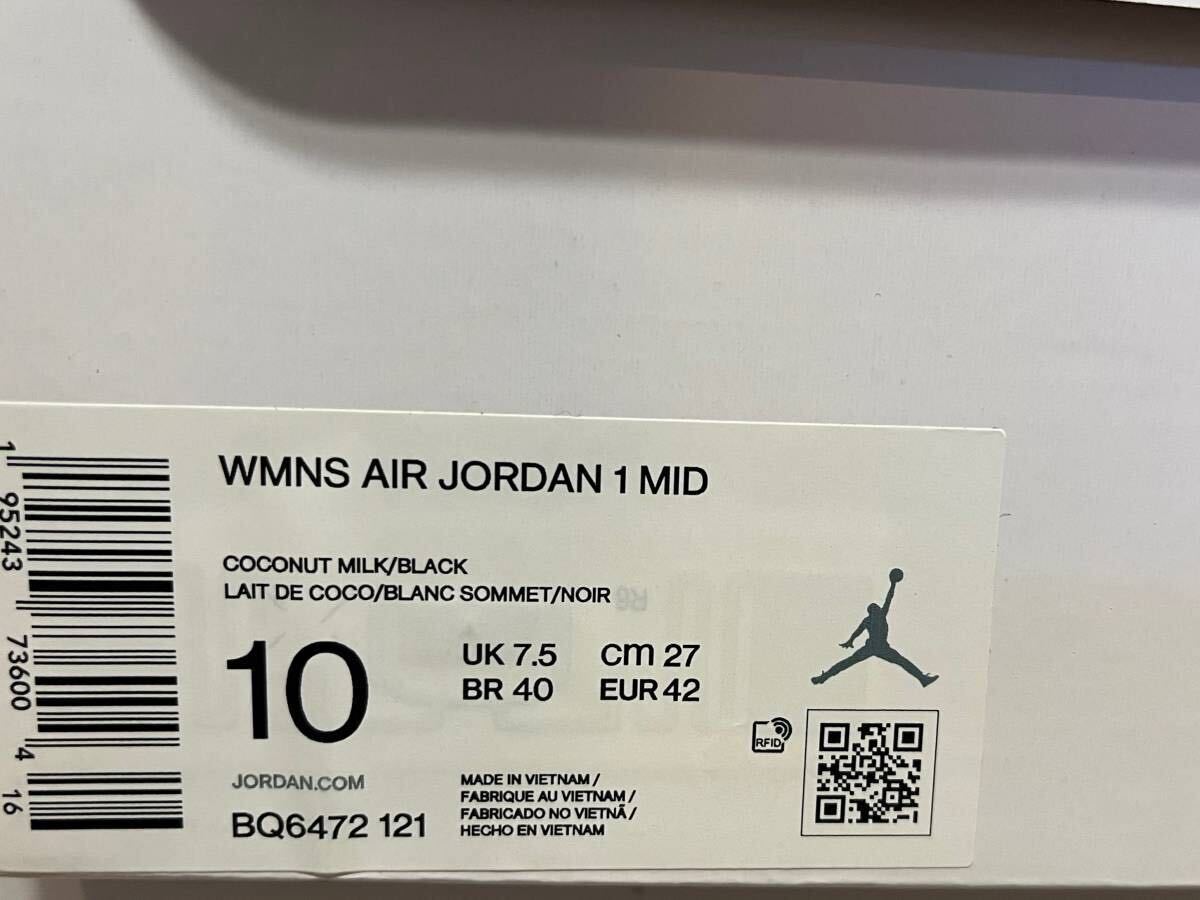 WMNS AIR JORDAN 1 MID
COCONUT MILK/BLACK
LAIT DE COCO/BLANC SOMMET/NOIR
10
UK 7.5 cm 27
BR 40 EUR 42
JORDAN.COM
BQ6472 121
MADE IN VIETNAM /
FABRIQUE AU VIETNAM /
FABRICADO NO VIETNÃ /
HECHO EN VIETNAM
RFID
1 95243 73600 4 16
R6